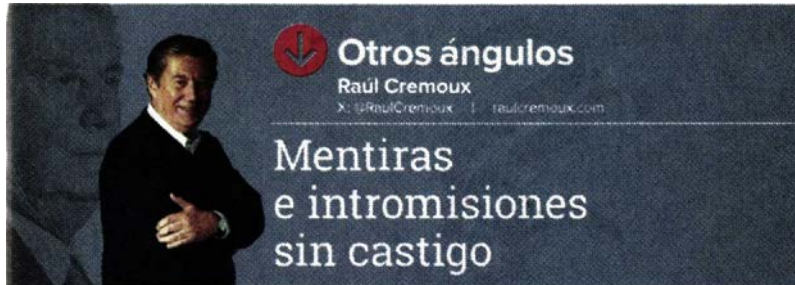 Otros ángulos
Raúl Cremoux
X: @RaulCremoux | raulcremoux.com
Mentiras
e intromisiones
sin castigo